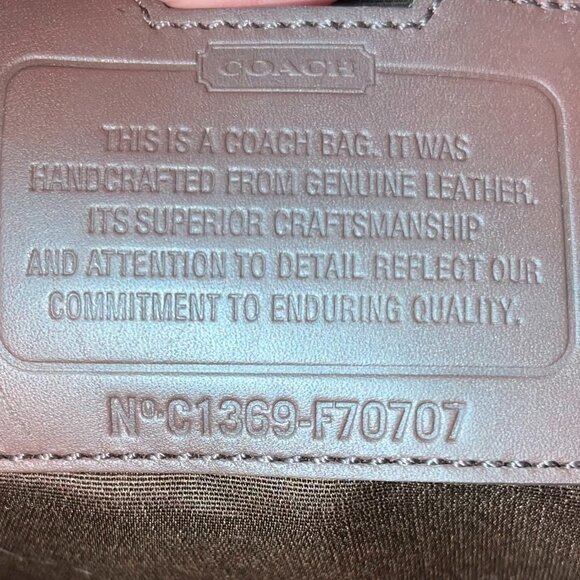 COACH
THIS IS A COACH BAG. IT WAS
HANDCRAFTED FROM GENUINE LEATHER.
ITS SUPERIOR CRAFTSMANSHIP
AND ATTENTION TO DETAIL REFLECT OUR
COMMITMENT TO ENDURING QUALITY.
Nº.C1369-F70707